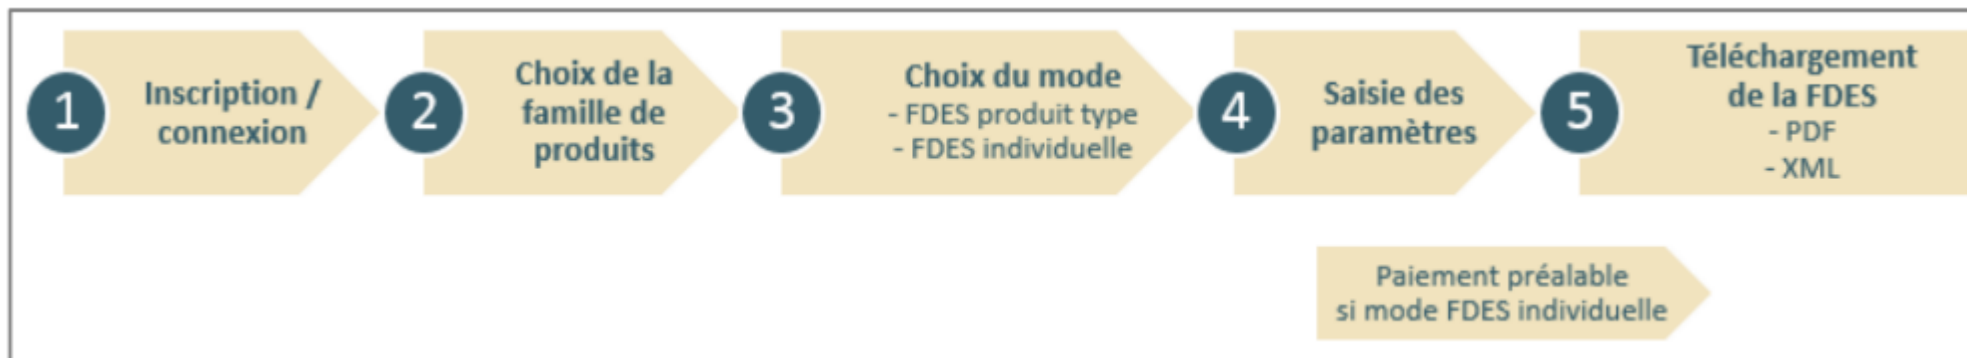 1
Inscription /
connexion
2
Choix de la
famille de
produits
3
Choix du mode
- FDES produit type
- FDES individuelle
4
Saisie des
paramètres
5
Téléchargement
de la FDES
- PDF
- XML
Paiement préalable
si mode FDES individuelle